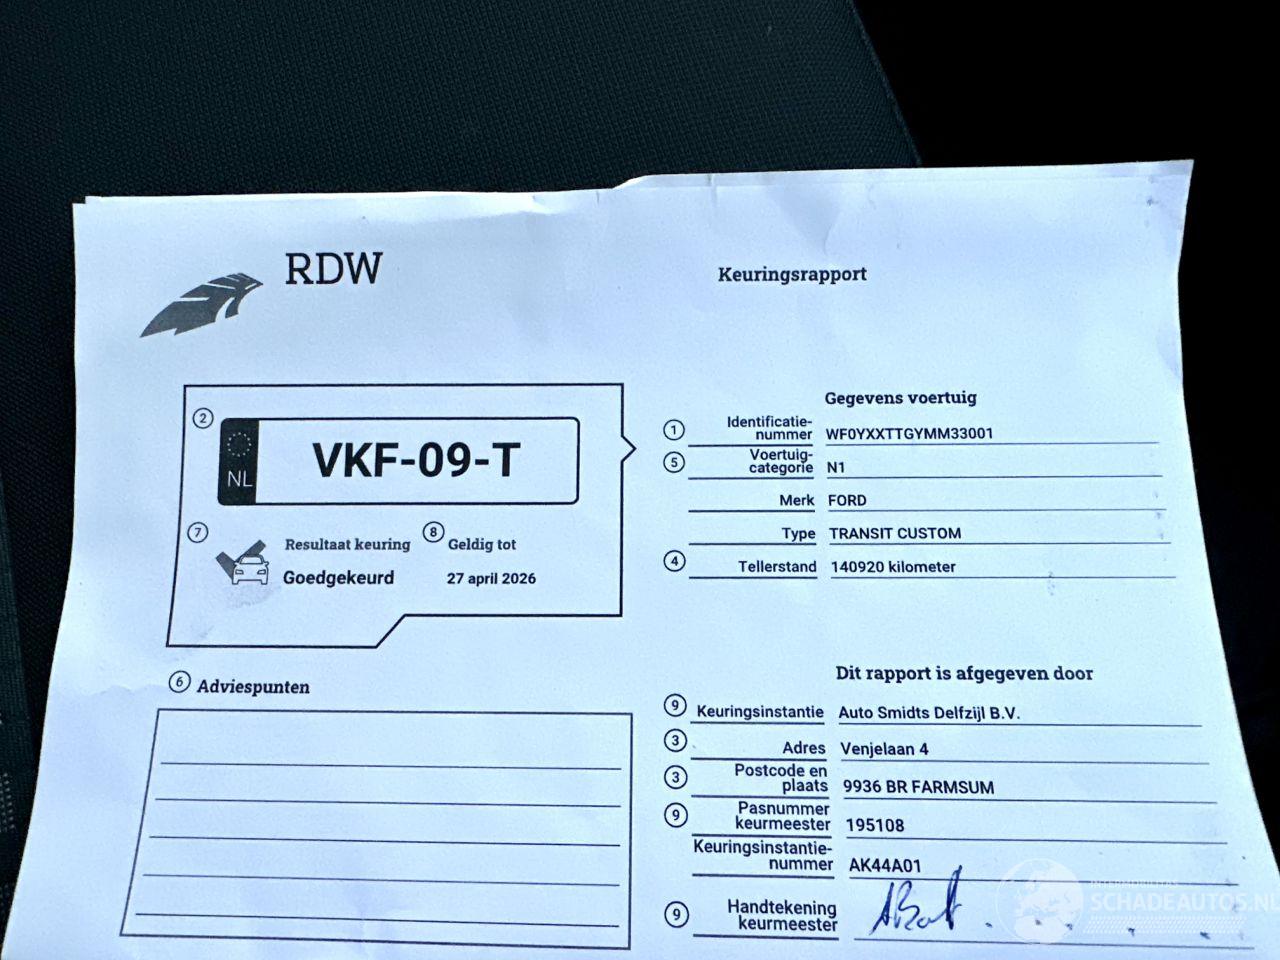 RDW
Keuringsrapport
2
NL
VKF-09-T
7
Resultaat keuring
Goedgekeurd
8
Geldig tot
27 april 2026
Gegevens voertuig
1 Identificatie-
nummer WF0YXXTTGYMM33001
5 Voertuig-
categorie N1
Merk FORD
Type TRANSIT CUSTOM
4 Tellerstand 140920 kilometer
6 Adviespunten
Dit rapport is afgegeven door
9 Keuringsinstantie Auto Smidts Delfzijl B.V.
3 Adres Venjelaan 4
3 Postcode en
plaats 9936 BR FARMSUM
9 Pasnummer
keurmeester 195108
Keuringsinstantie-
nummer AK44A01
9 Handtekening
keurmeester
SCHADEAUTOS.NL